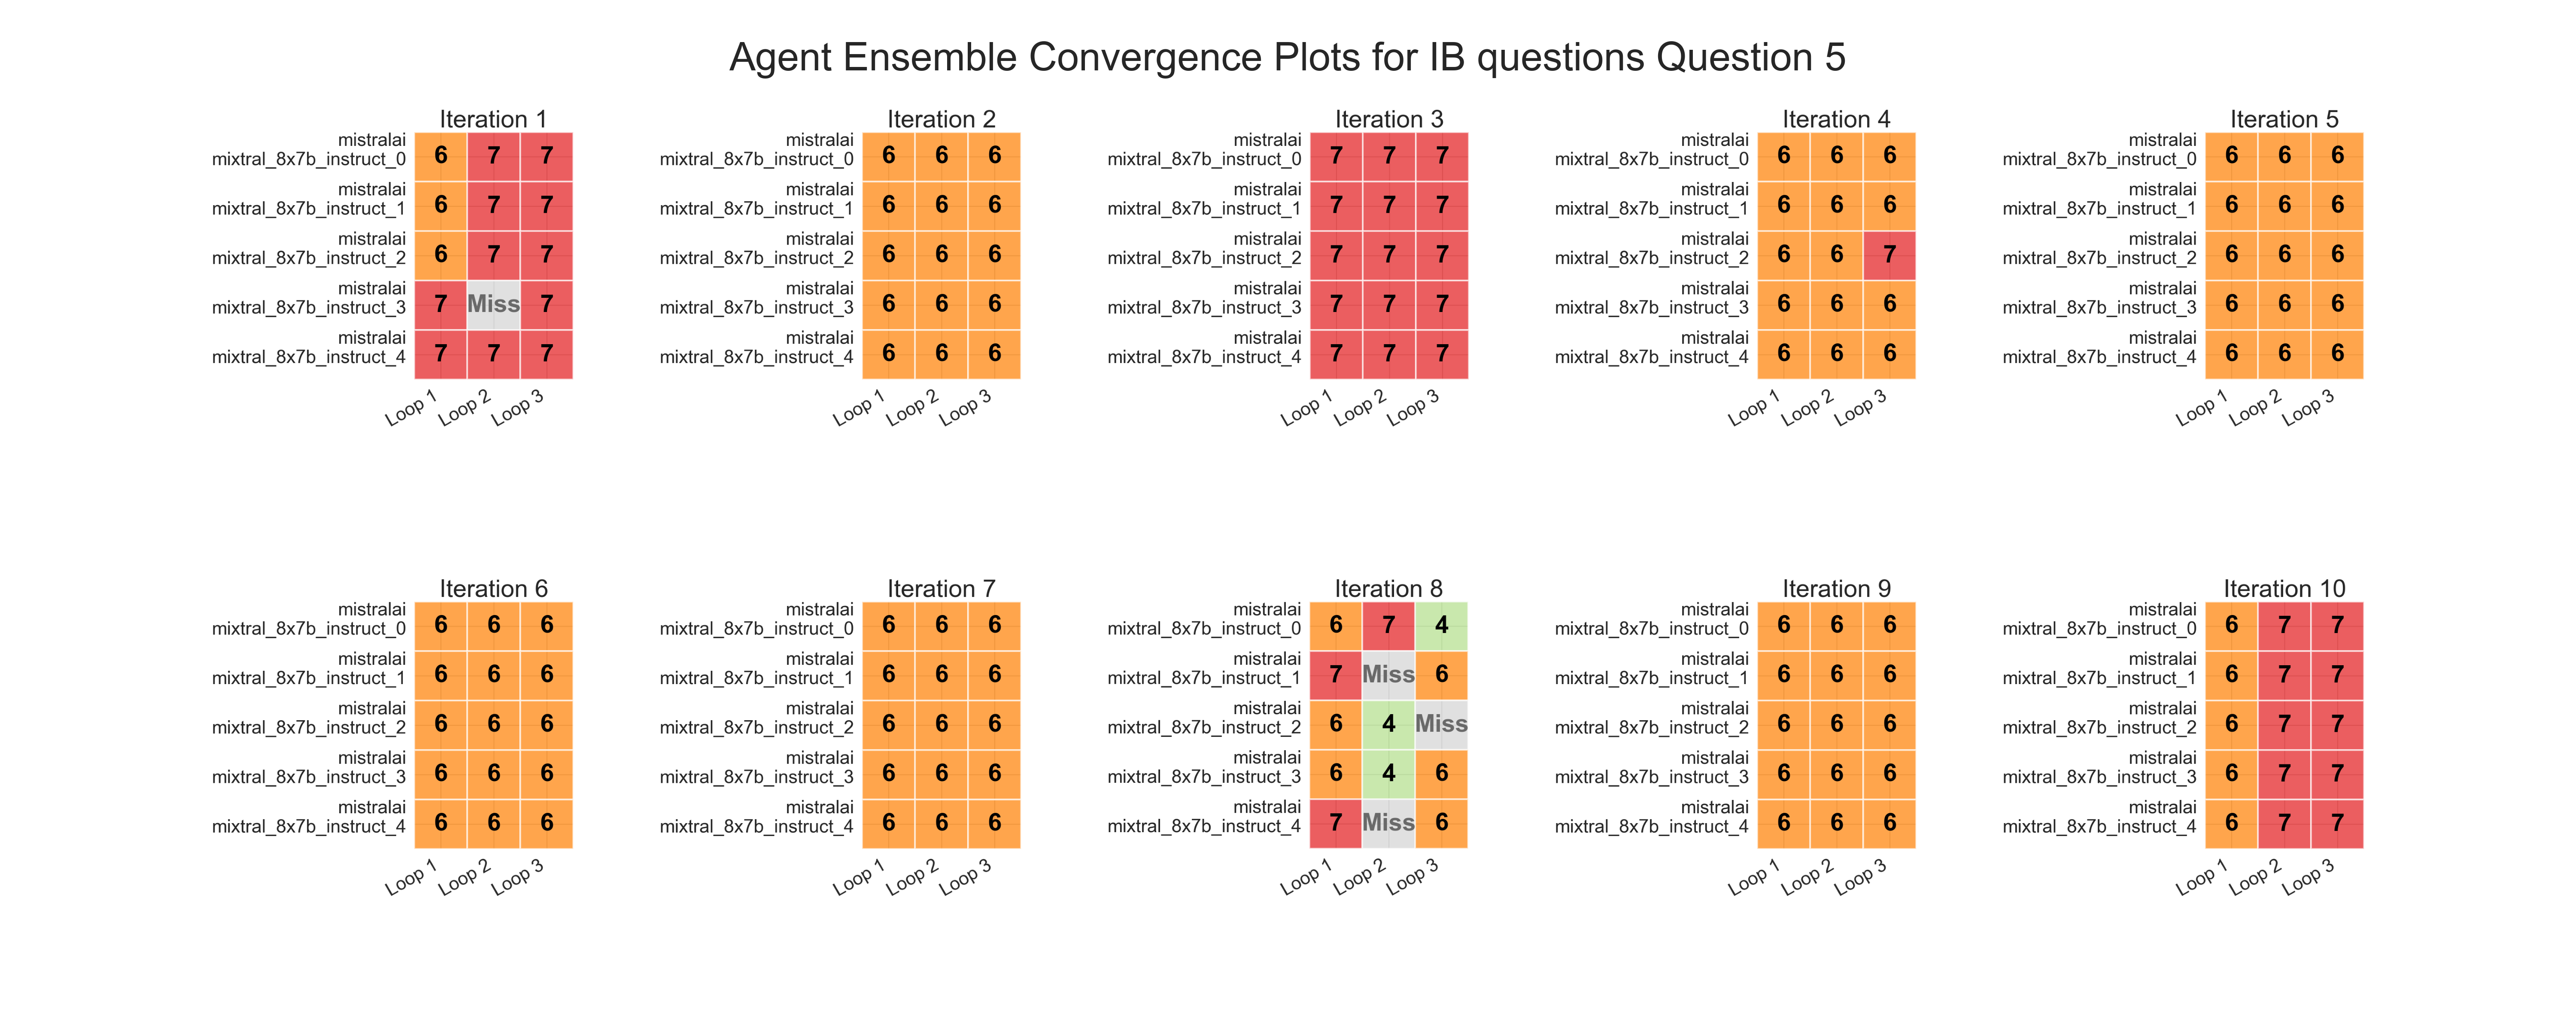 Agent Ensemble Convergence Plots for IB questions Question 5
Iteration 1
mistralai
mixtral_8x7b_instruct_0
6 7 7
mistralai
mixtral_8x7b_instruct_1
6 7 7
mistralai
mixtral_8x7b_instruct_2
6 7 7
mistralai
mixtral_8x7b_instruct_3
7 Miss 7
mistralai
mixtral_8x7b_instruct_4
7 7 7
Loop 1 Loop 2 Loop 3
Iteration 2
mistralai
mixtral_8x7b_instruct_0
6 6 6
mistralai
mixtral_8x7b_instruct_1
6 6 6
mistralai
mixtral_8x7b_instruct_2
6 6 6
mistralai
mixtral_8x7b_instruct_3
6 6 6
mistralai
mixtral_8x7b_instruct_4
6 6 6
Loop 1 Loop 2 Loop 3
Iteration 3
mistralai
mixtral_8x7b_instruct_0
7 7 7
mistralai
mixtral_8x7b_instruct_1
7 7 7
mistralai
mixtral_8x7b_instruct_2
7 7 7
mistralai
mixtral_8x7b_instruct_3
7 7 7
mistralai
mixtral_8x7b_instruct_4
7 7 7
Loop 1 Loop 2 Loop 3
Iteration 4
mistralai
mixtral_8x7b_instruct_0
6 6 6
mistralai
mixtral_8x7b_instruct_1
6 6 6
mistralai
mixtral_8x7b_instruct_2
6 6 7
mistralai
mixtral_8x7b_instruct_3
6 6 6
mistralai
mixtral_8x7b_instruct_4
6 6 6
Loop 1 Loop 2 Loop 3
Iteration 5
mistralai
mixtral_8x7b_instruct_0
6 6 6
mistralai
mixtral_8x7b_instruct_1
6 6 6
mistralai
mixtral_8x7b_instruct_2
6 6 6
mistralai
mixtral_8x7b_instruct_3
6 6 6
mistralai
mixtral_8x7b_instruct_4
6 6 6
Loop 1 Loop 2 Loop 3
Iteration 6
mistralai
mixtral_8x7b_instruct_0
6 6 6
mistralai
mixtral_8x7b_instruct_1
6 6 6
mistralai
mixtral_8x7b_instruct_2
6 6 6
mistralai
mixtral_8x7b_instruct_3
6 6 6
mistralai
mixtral_8x7b_instruct_4
6 6 6
Loop 1 Loop 2 Loop 3
Iteration 7
mistralai
mixtral_8x7b_instruct_0
6 6 6
mistralai
mixtral_8x7b_instruct_1
6 6 6
mistralai
mixtral_8x7b_instruct_2
6 6 6
mistralai
mixtral_8x7b_instruct_3
6 6 6
mistralai
mixtral_8x7b_instruct_4
6 6 6
Loop 1 Loop 2 Loop 3
Iteration 8
mistralai
mixtral_8x7b_instruct_0
6 7 4
mistralai
mixtral_8x7b_instruct_1
7 Miss 6
mistralai
mixtral_8x7b_instruct_2
6 4 Miss
mistralai
mixtral_8x7b_instruct_3
6 4 6
mistralai
mixtral_8x7b_instruct_4
7 Miss 6
Loop 1 Loop 2 Loop 3
Iteration 9
mistralai
mixtral_8x7b_instruct_0
6 6 6
mistralai
mixtral_8x7b_instruct_1
6 6 6
mistralai
mixtral_8x7b_instruct_2
6 6 6
mistralai
mixtral_8x7b_instruct_3
6 6 6
mistralai
mixtral_8x7b_instruct_4
6 6 6
Loop 1 Loop 2 Loop 3
Iteration 10
mistralai
mixtral_8x7b_instruct_0
6 7 7
mistralai
mixtral_8x7b_instruct_1
6 7 7
mistralai
mixtral_8x7b_instruct_2
6 7 7
mistralai
mixtral_8x7b_instruct_3
6 7 7
mistralai
mixtral_8x7b_instruct_4
6 7 7
Loop 1 Loop 2 Loop 3